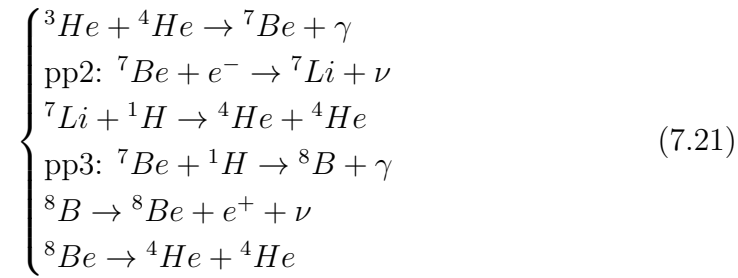 ³He + ⁴He → ⁷Be + γ
pp2: ⁷Be + e⁻ → ⁷Li + ν
⁷Li + ¹H → ⁴He + ⁴He
pp3: ⁷Be + ¹H → ⁸B + γ
⁸B → ⁸Be + e⁺ + ν
⁸Be → ⁴He + ⁴He
(7.21)